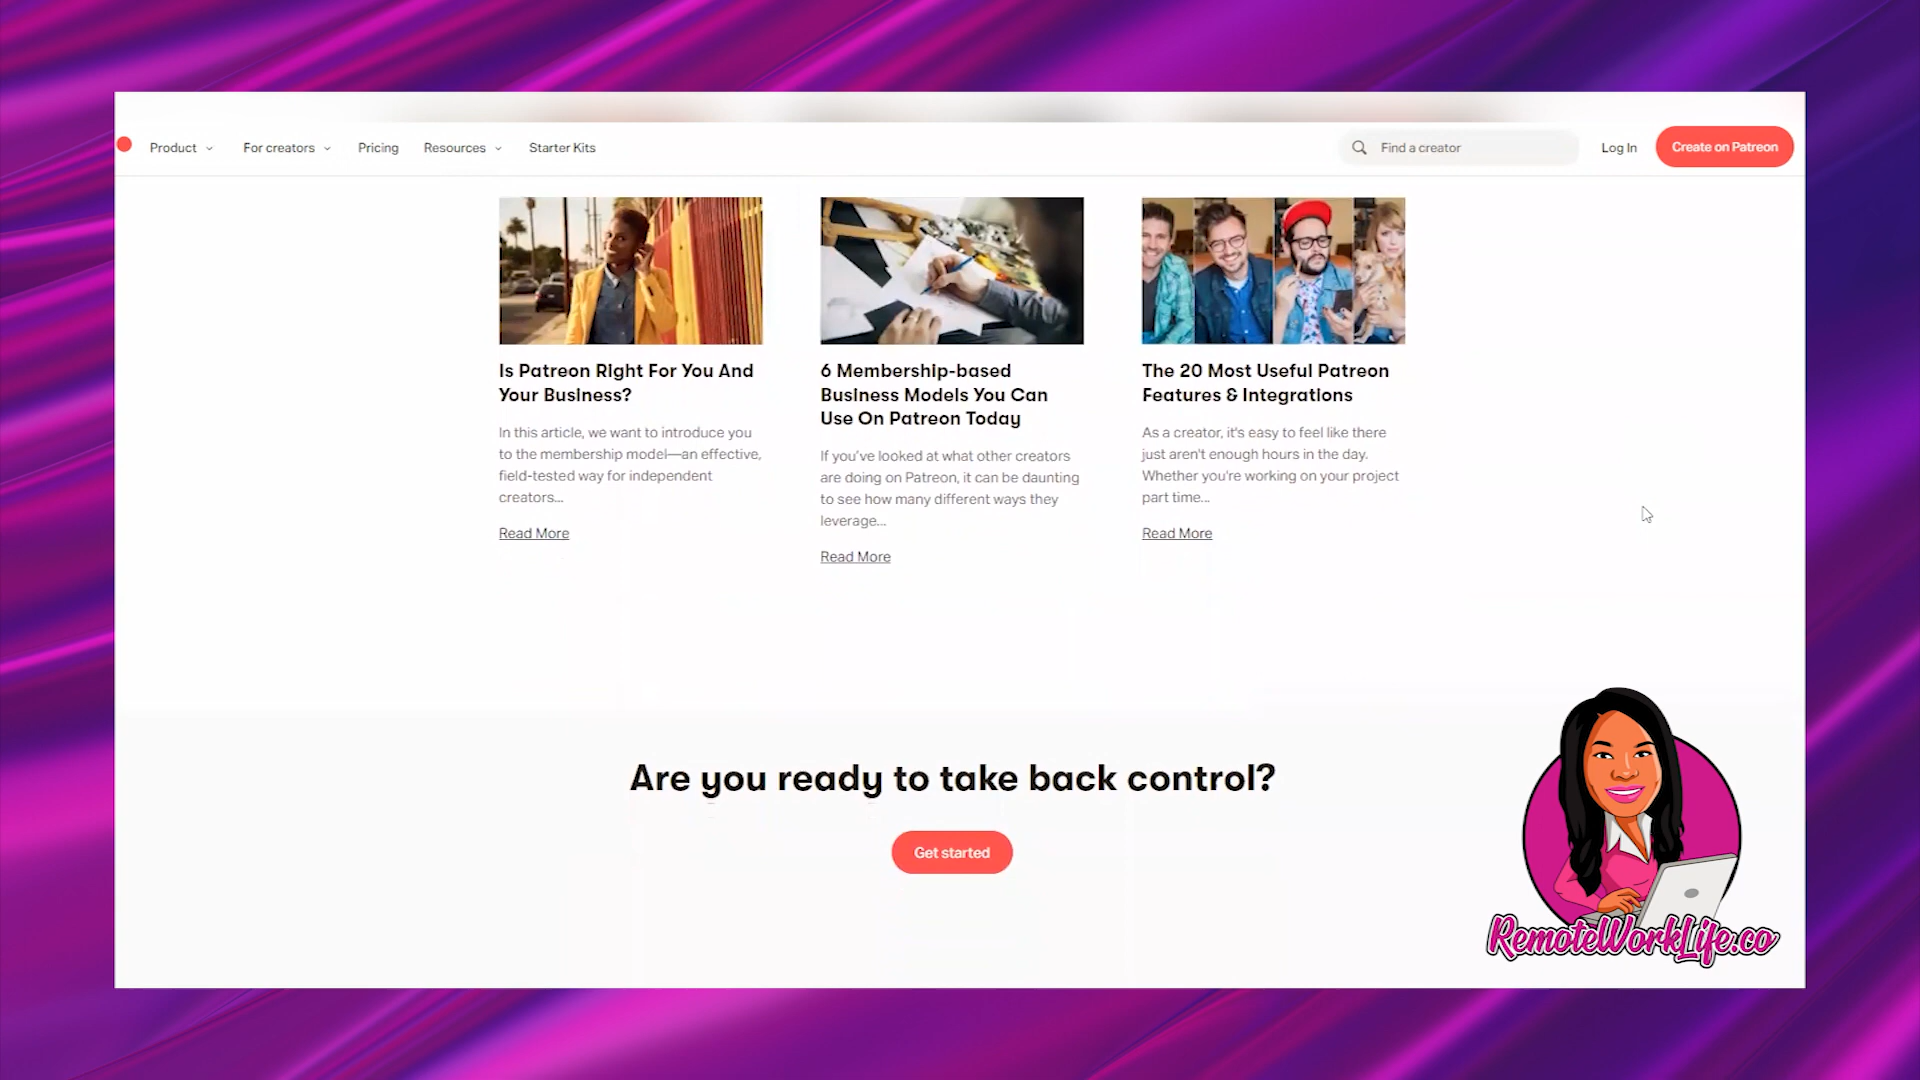 Product
For creators
Pricing
Resources
Starter Kits
Find a creator
Log In
Create on Patreon
Is Patreon Right For You And
Your Business?
In this article, we want to introduce you
to the membership model—an effective,
field-tested way for independent
creators...
Read More
6 Membership-based
Business Models You Can
Use On Patreon Today
If you've looked at what other creators
are doing on Patreon, it can be daunting
to see how many different ways they
leverage...
Read More
The 20 Most Useful Patreon
Features & Integrations
As a creator, it's easy to feel like there
just aren't enough hours in the day.
Whether you're working on your project
part time...
Read More
Are you ready to take back control?
Get started
RemoteWorkLife.co